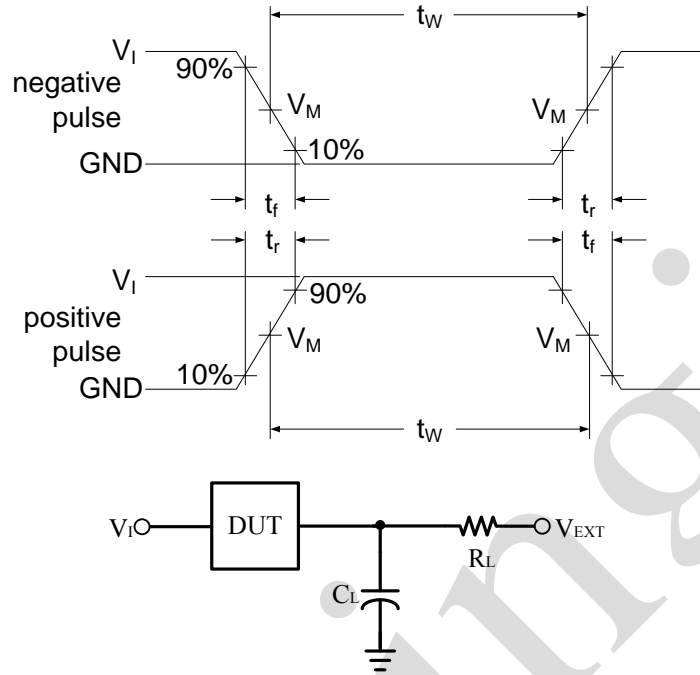 tW
VI
90%
negative
pulse
VM
VM
10%
GND
tf
tr
tr
tf
VI
90%
positive
pulse
VM
VM
10%
GND
tW
VI
DUT
VEXT
RL
CL